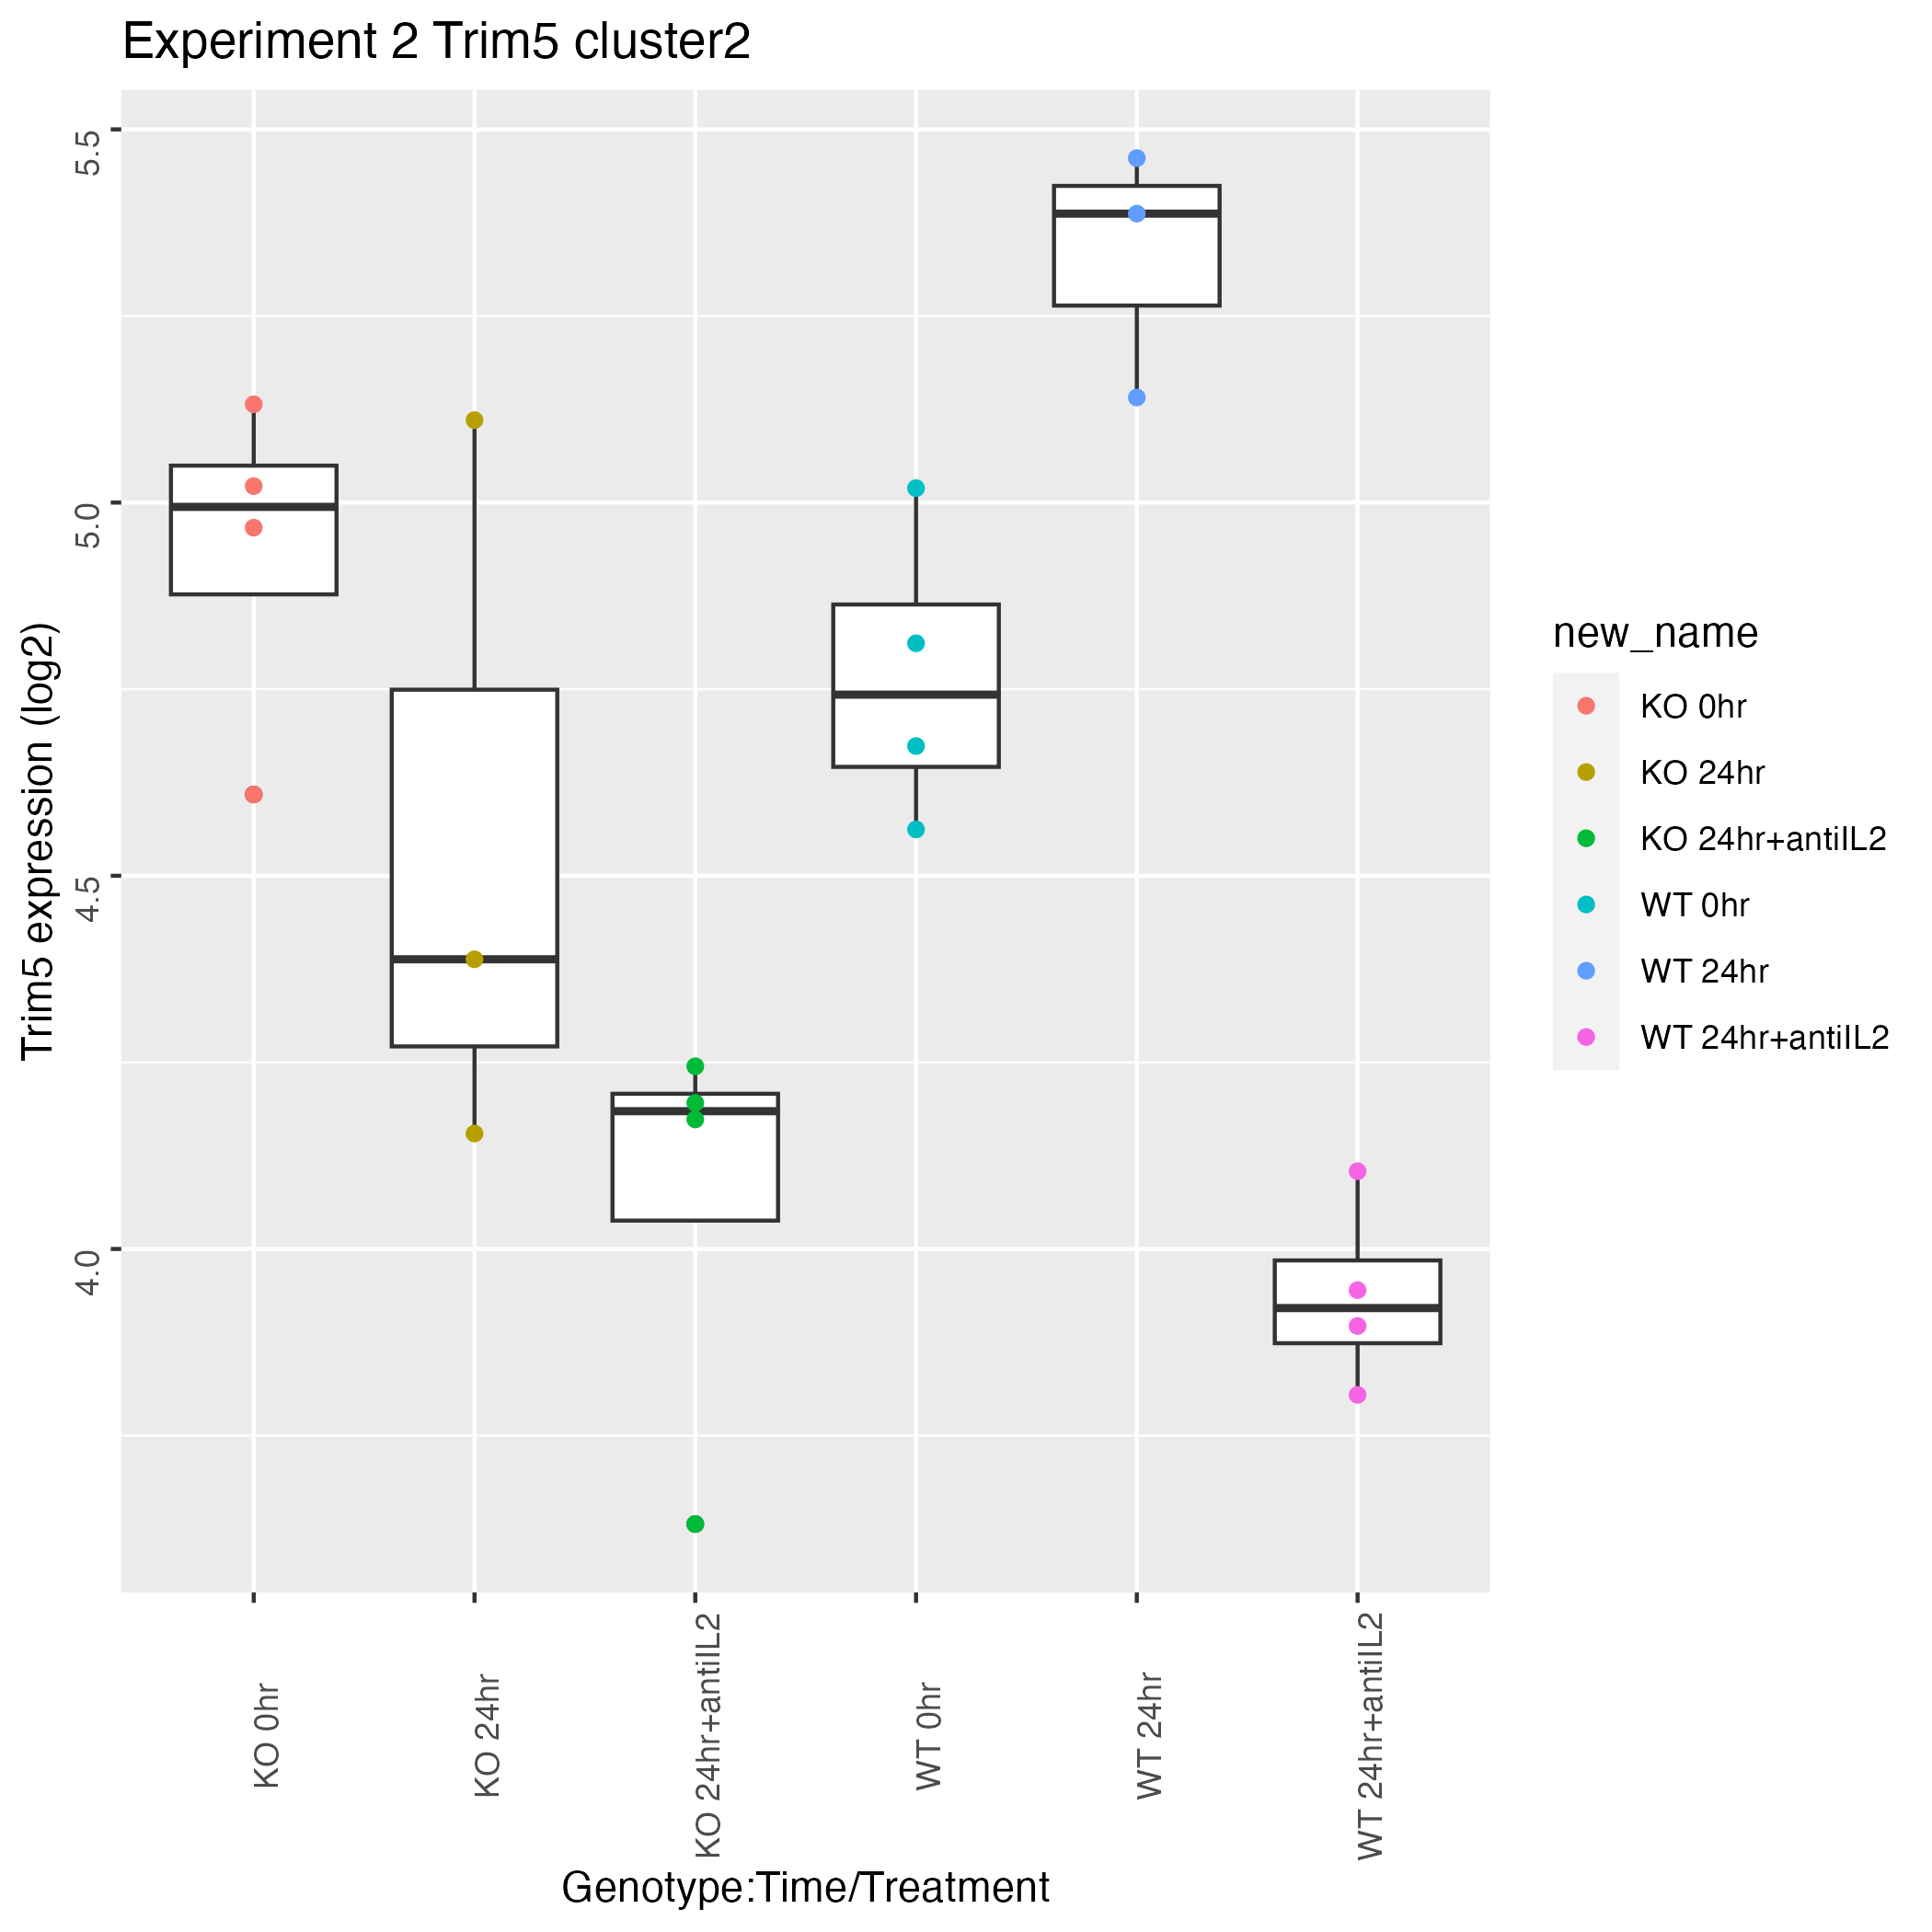 Experiment 2 Trim5 cluster2
Trim5 expression (log2)
5.5
5.0
4.5
4.0
KO 0hr
KO 24hr
KO 24hr+antiIL2
WT 0hr
WT 24hr
WT 24hr+antiIL2
Genotype:Time/Treatment
new_name
KO 0hr
KO 24hr
KO 24hr+antiIL2
WT 0hr
WT 24hr
WT 24hr+antiIL2